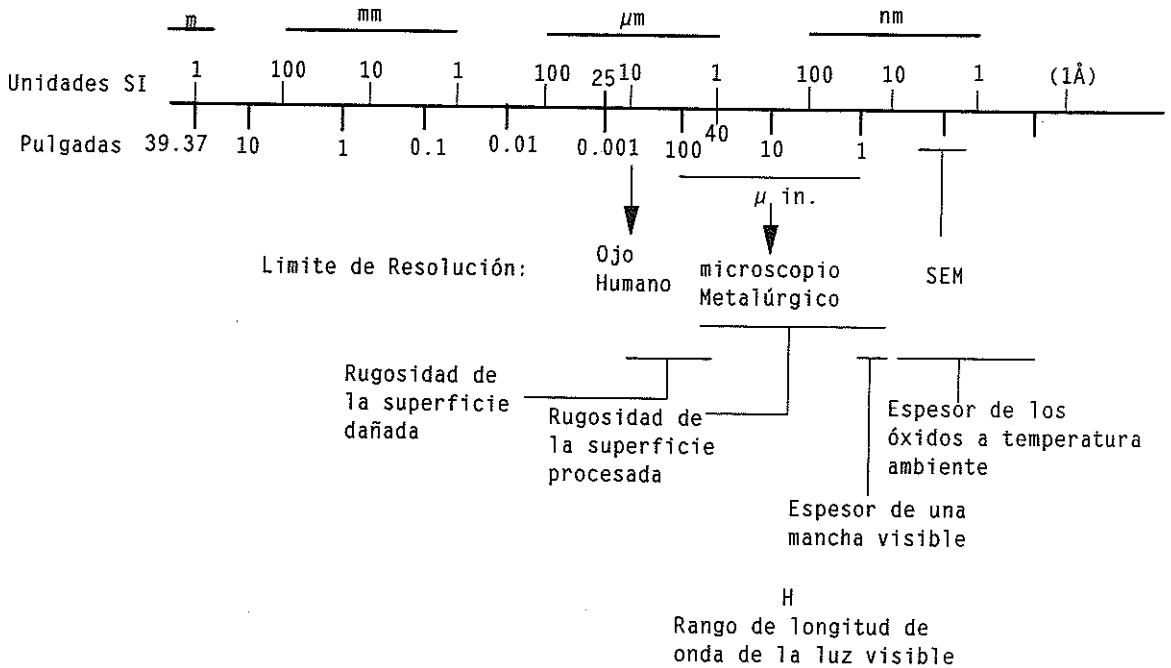 m mm μm nm
Unidades SI 1 100 10 1 100 25 10 1 100 10 1 (1Å)
Pulgadas 39.37 10 1 0.1 0.01 0.001 100 40 10 1
μ in.
Limite de Resolución:
Ojo
Humano
microscopio
Metalúrgico
SEM
Rugosidad de
la superficie
dañada
Rugosidad de
la superficie
procesada
Espesor de los
óxidos a temperatura
ambiente
Espesor de una
mancha visible
H
Rango de longitud de
onda de la luz visible